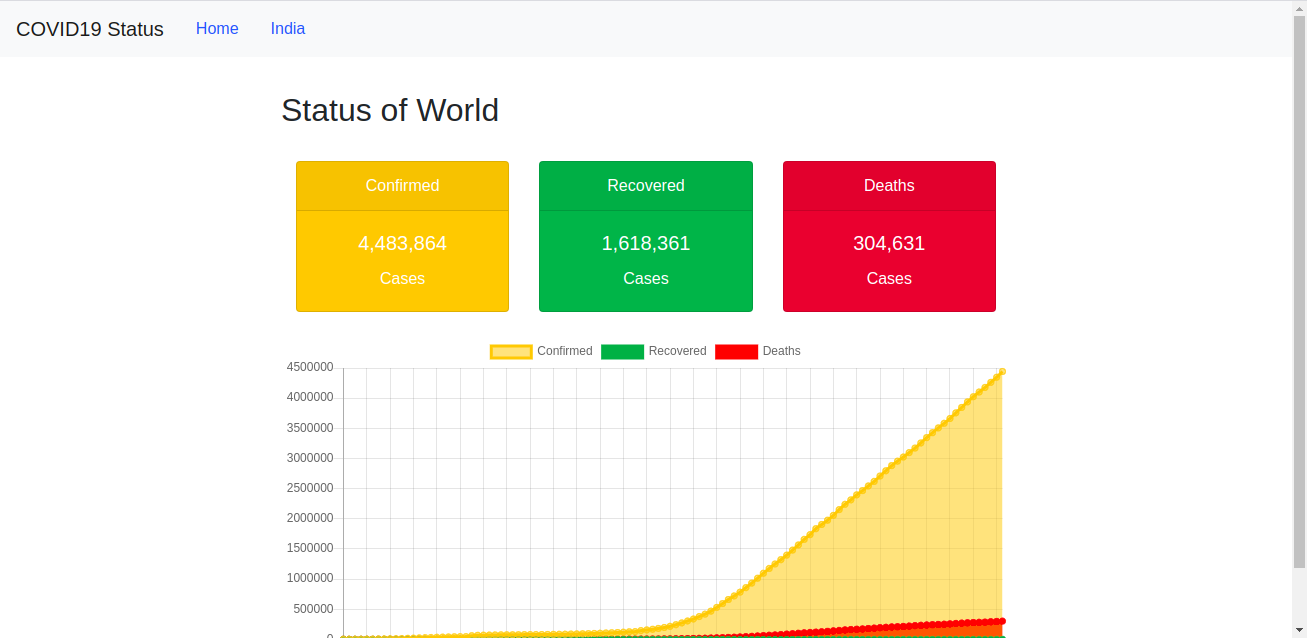 COVID19 Status Home India
Status of World
Confirmed Recovered Deaths
4,483,864 1,618,361 304,631
Cases Cases Cases
Confirmed Recovered Deaths
4500000
4000000
3500000
3000000
2500000
2000000
1500000
1000000
500000
0